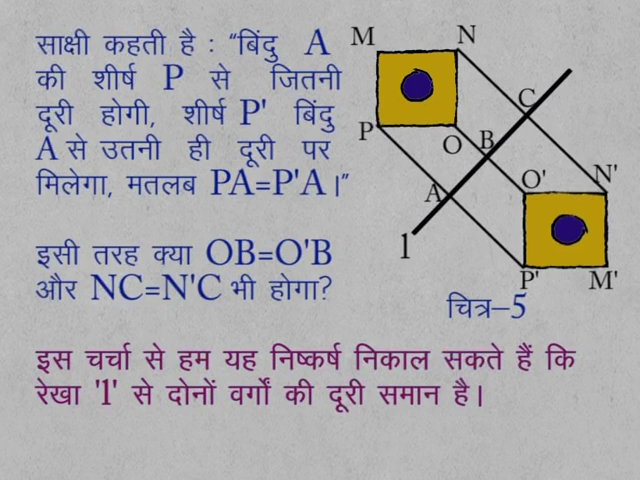 साक्षी कहती है : "बिंदु A
की शीर्ष P से जितनी
दूरी होगी, शीर्ष P' बिंदु
A से उतनी ही दूरी पर
मिलेगा, मतलब PA=P'A।"
इसी तरह क्या OB=O'B
और NC=N'C भी होगा?
M N
C
P O B
A O' N'
l
P' M'
चित्र–5
इस चर्चा से हम यह निष्कर्ष निकाल सकते हैं कि
रेखा 'l' से दोनों वर्गों की दूरी समान है।